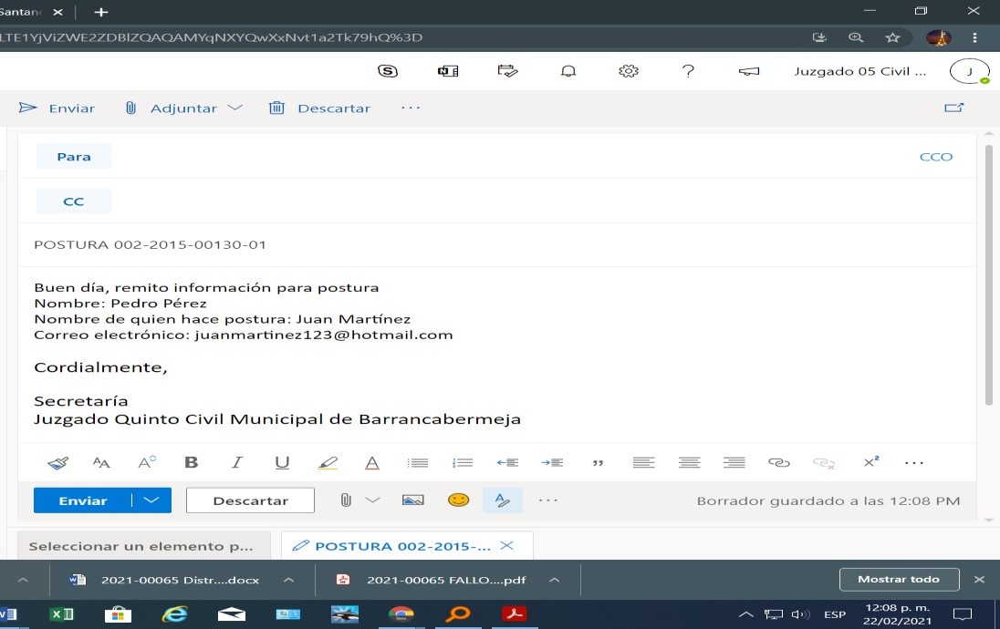 Santan
LTE1YjViZWE2ZDBlZQAQAMYqNXYQwXxNvt1a2Tk79hQ%3D
Juzgado 05 Civil ...
J
Enviar
Adjuntar
Descartar
...
Para
CCO
CC
POSTURA 002-2015-00130-01
Buen día, remito información para postura
Nombre: Pedro Pérez
Nombre de quien hace postura: Juan Martínez
Correo electrónico: juanmartinez123@hotmail.com
Cordialmente,
Secretaría
Juzgado Quinto Civil Municipal de Barrancabermeja
Enviar
Descartar
Borrador guardado a las 12:08 PM
Seleccionar un elemento p...
POSTURA 002-2015-...
2021-00065 Distr....docx
2021-00065 FALLO....pdf
Mostrar todo
ESP
12:08 p. m.
22/02/2021